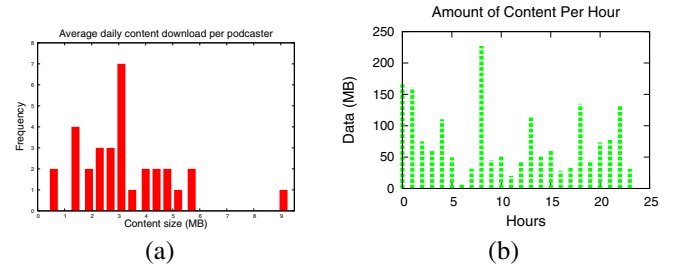 Average daily content download per podcaster
8
7
6
5
4
3
2
1
0
Frequency
0 1 2 3 4 5 6 7 8 9
Content size (MB)
(a)
Amount of Content Per Hour
250
200
150
100
50
0
Data (MB)
0 5 10 15 20 25
Hours
(b)